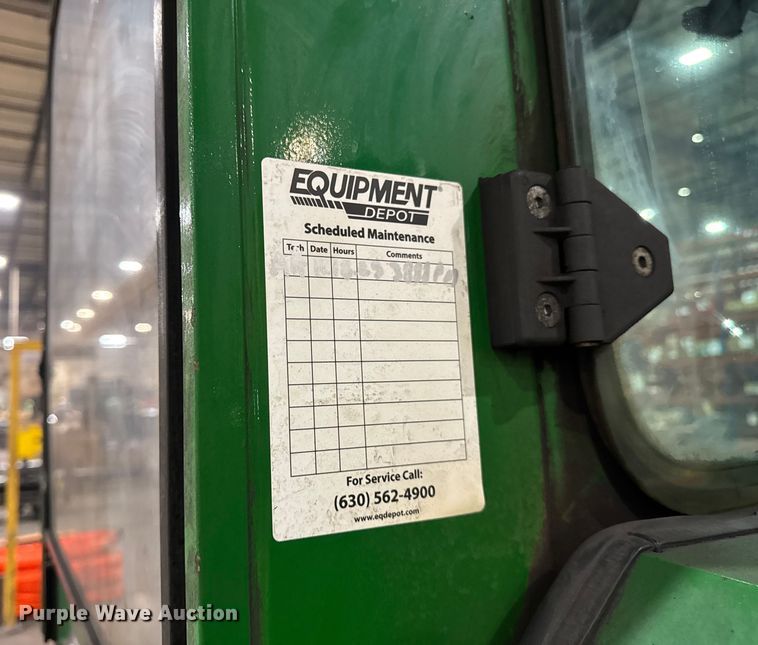 EQUIPMENT
DEPOT
Scheduled Maintenance
Tech Date Hours Comments
For Service Call:
(630) 562-4900
www.eqdepot.com
Purple Wave Auction